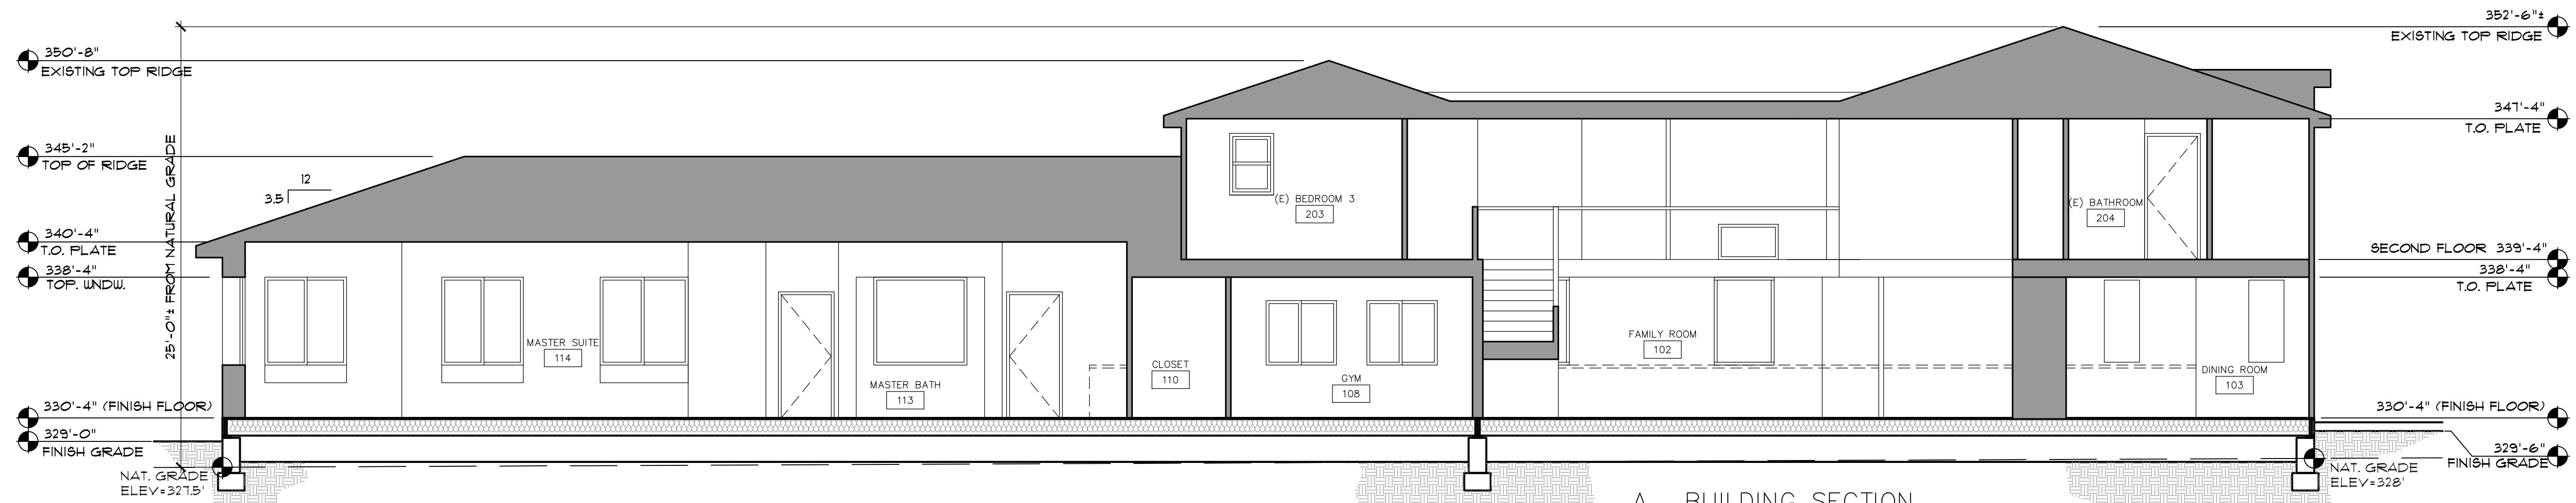 350'-8"
EXISTING TOP RIDGE
345'-2"
TOP OF RIDGE
340'-4"
T.O. PLATE
338'-4"
TOP. WNDW.
330'-4" (FINISH FLOOR)
329'-0"
FINISH GRADE
NAT. GRADE
ELEV=327.5'
25'-0"± FROM NATURAL GRADE
12
3.5
MASTER SUITE
114
MASTER BATH
113
CLOSET
110
(E) BEDROOM 3
203
GYM
108
FAMILY ROOM
102
(E) BATHROOM
204
DINING ROOM
103
352'-6"±
EXISTING TOP RIDGE
347'-4"
T.O. PLATE
SECOND FLOOR 339'-4"
338'-4"
T.O. PLATE
330'-4" (FINISH FLOOR)
329'-6"
FINISH GRADE
NAT. GRADE
ELEV=328'
A BUILDING SECTION